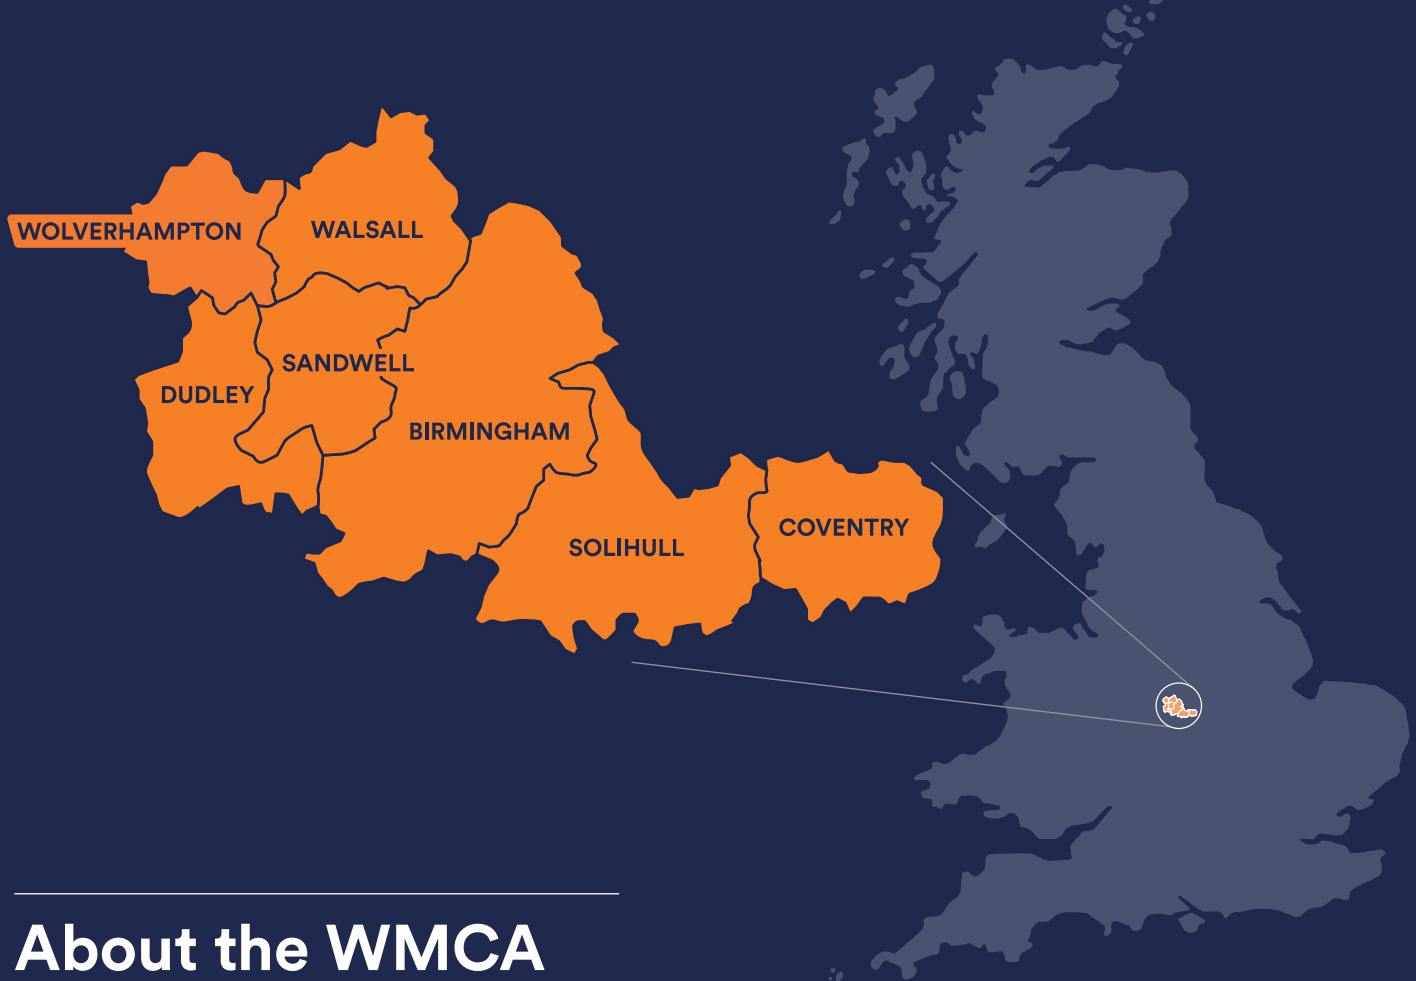 WOLVERHAMPTON
WALSALL
SANDWELL
DUDLEY
BIRMINGHAM
SOLIHULL
COVENTRY
About the WMCA